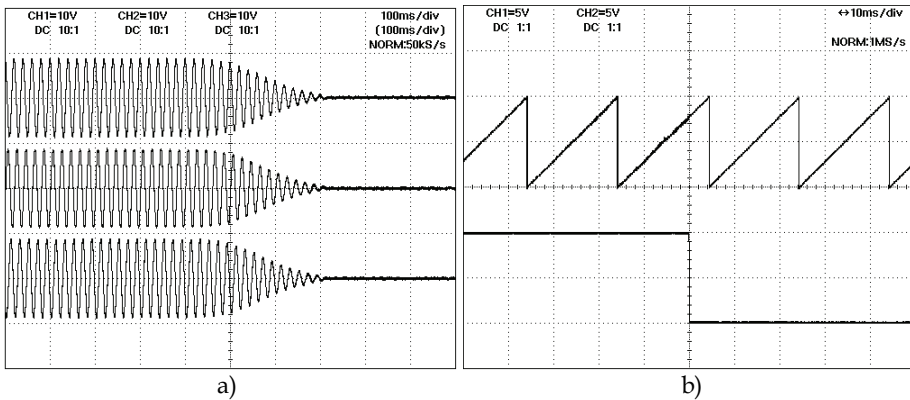 CH1=10V CH2=10V CH3=10V 100ms/div
DC 10:1 DC 10:1 DC 10:1 (100ms/div)
NORM:50kS/s
CH1=5V CH2=5V ↔10ms/div
DC 1:1 DC 1:1
NORM:1MS/s
a) b)